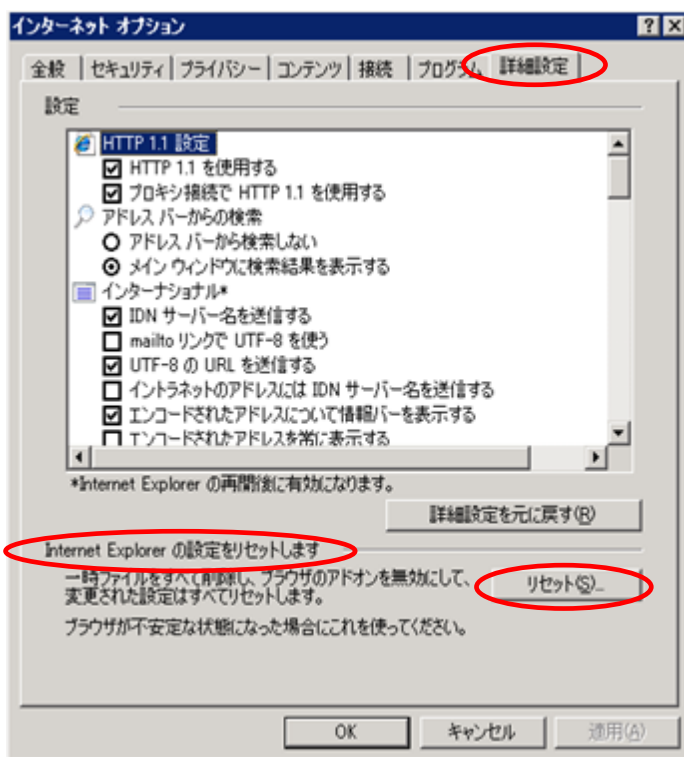 インターネット オプション
全般 セキュリティ プライバシー コンテンツ 接続 プログラム 詳細設定
設定
HTTP 1.1 設定
HTTP 1.1 を使用する
プロキシ接続で HTTP 1.1 を使用する
アドレス バーからの検索
アドレス バーから検索しない
メイン ウィンドウに検索結果を表示する
インターナショナル*
IDN サーバー名を送信する
mailto リンクで UTF-8 を使う
UTF-8 の URL を送信する
イントラネットのアドレスには IDN サーバー名を送信する
エンコードされたアドレスについて情報バーを表示する
エンコードされたアドレスを常に表示する
*Internet Explorer の再開後に有効になります。
詳細設定を元に戻す(R)
Internet Explorer の設定をリセットします
一時ファイルをすべて削除し、ブラウザのアドオンを無効にして、
変更された設定はすべてリセットします。
リセット(S)...
ブラウザが不安定な状態になった場合にこれを使ってください。
OK キャンセル 適用(A)